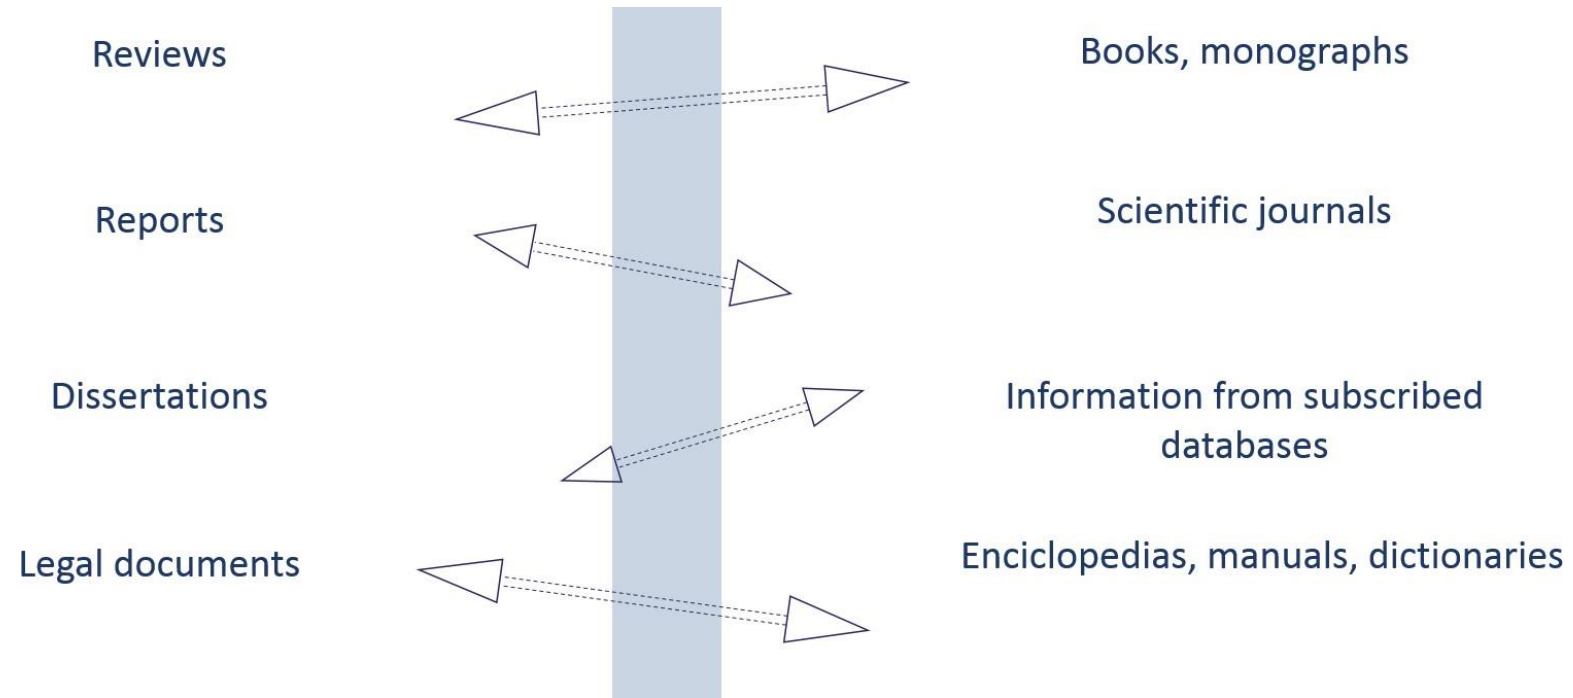 Reviews
Books, monographs
Reports
Scientific journals
Dissertations
Information from subscribed
databases
Legal documents
Enciclopedias, manuals, dictionaries